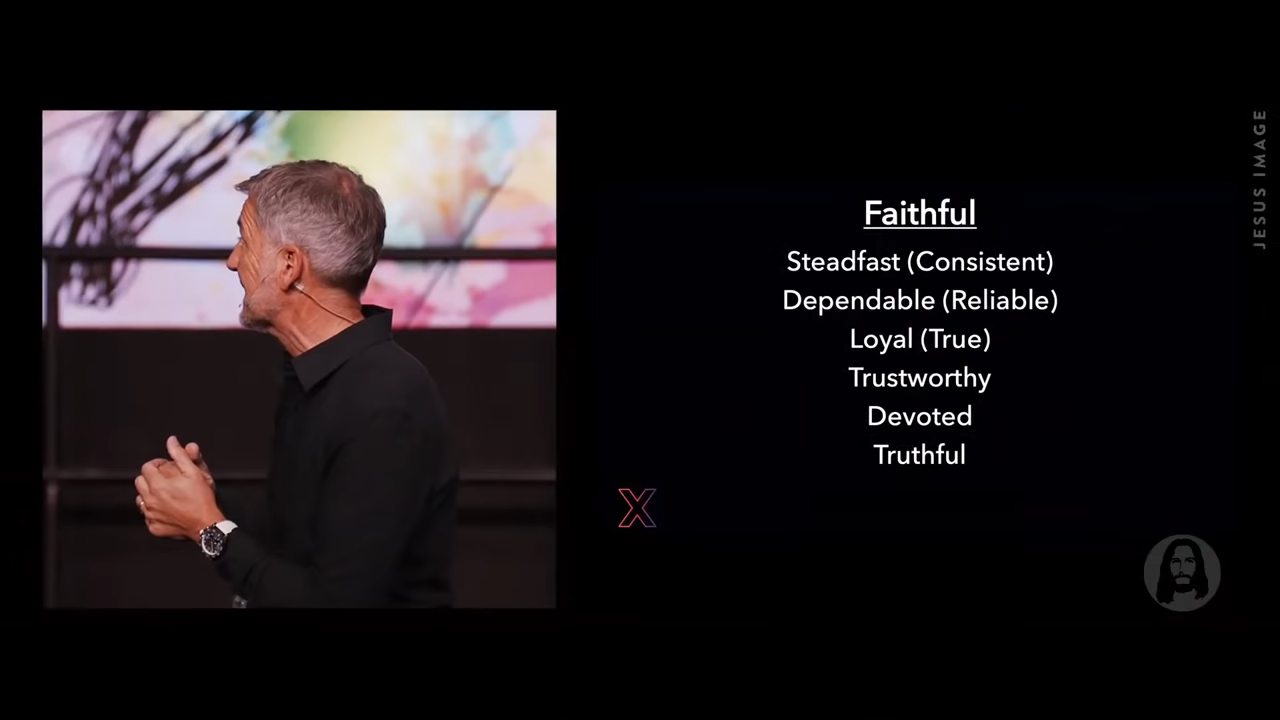 Faithful
Steadfast (Consistent)
Dependable (Reliable)
Loyal (True)
Trustworthy
Devoted
Truthful
X
JESUS IMAGE